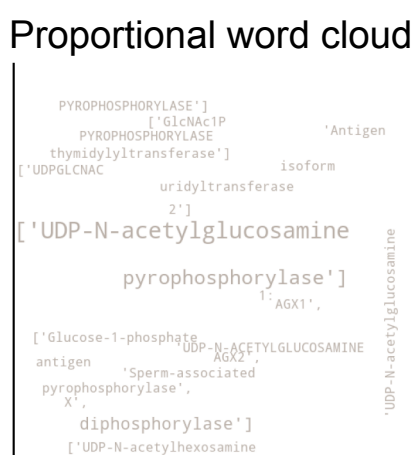 Proportional word cloud
PYROPHOSPHORYLASE']
['GlcNAc1P
PYROPHOSPHORYLASE
'Antigen
thymidylyltransferase']
['UDPGLCNAC
isoform
uridyltransferase
2']
['UDP-N-acetylglucosamine
pyrophosphorylase']
1:
AGX1',
'UDP-N-acetylglucosamine
['Glucose-1-phosphate
'UDP-N-ACETYLGLUCOSAMINE
AGX2',
antigen
'Sperm-associated
pyrophosphorylase',
X',
diphosphorylase']
['UDP-N-acetylhexosamine